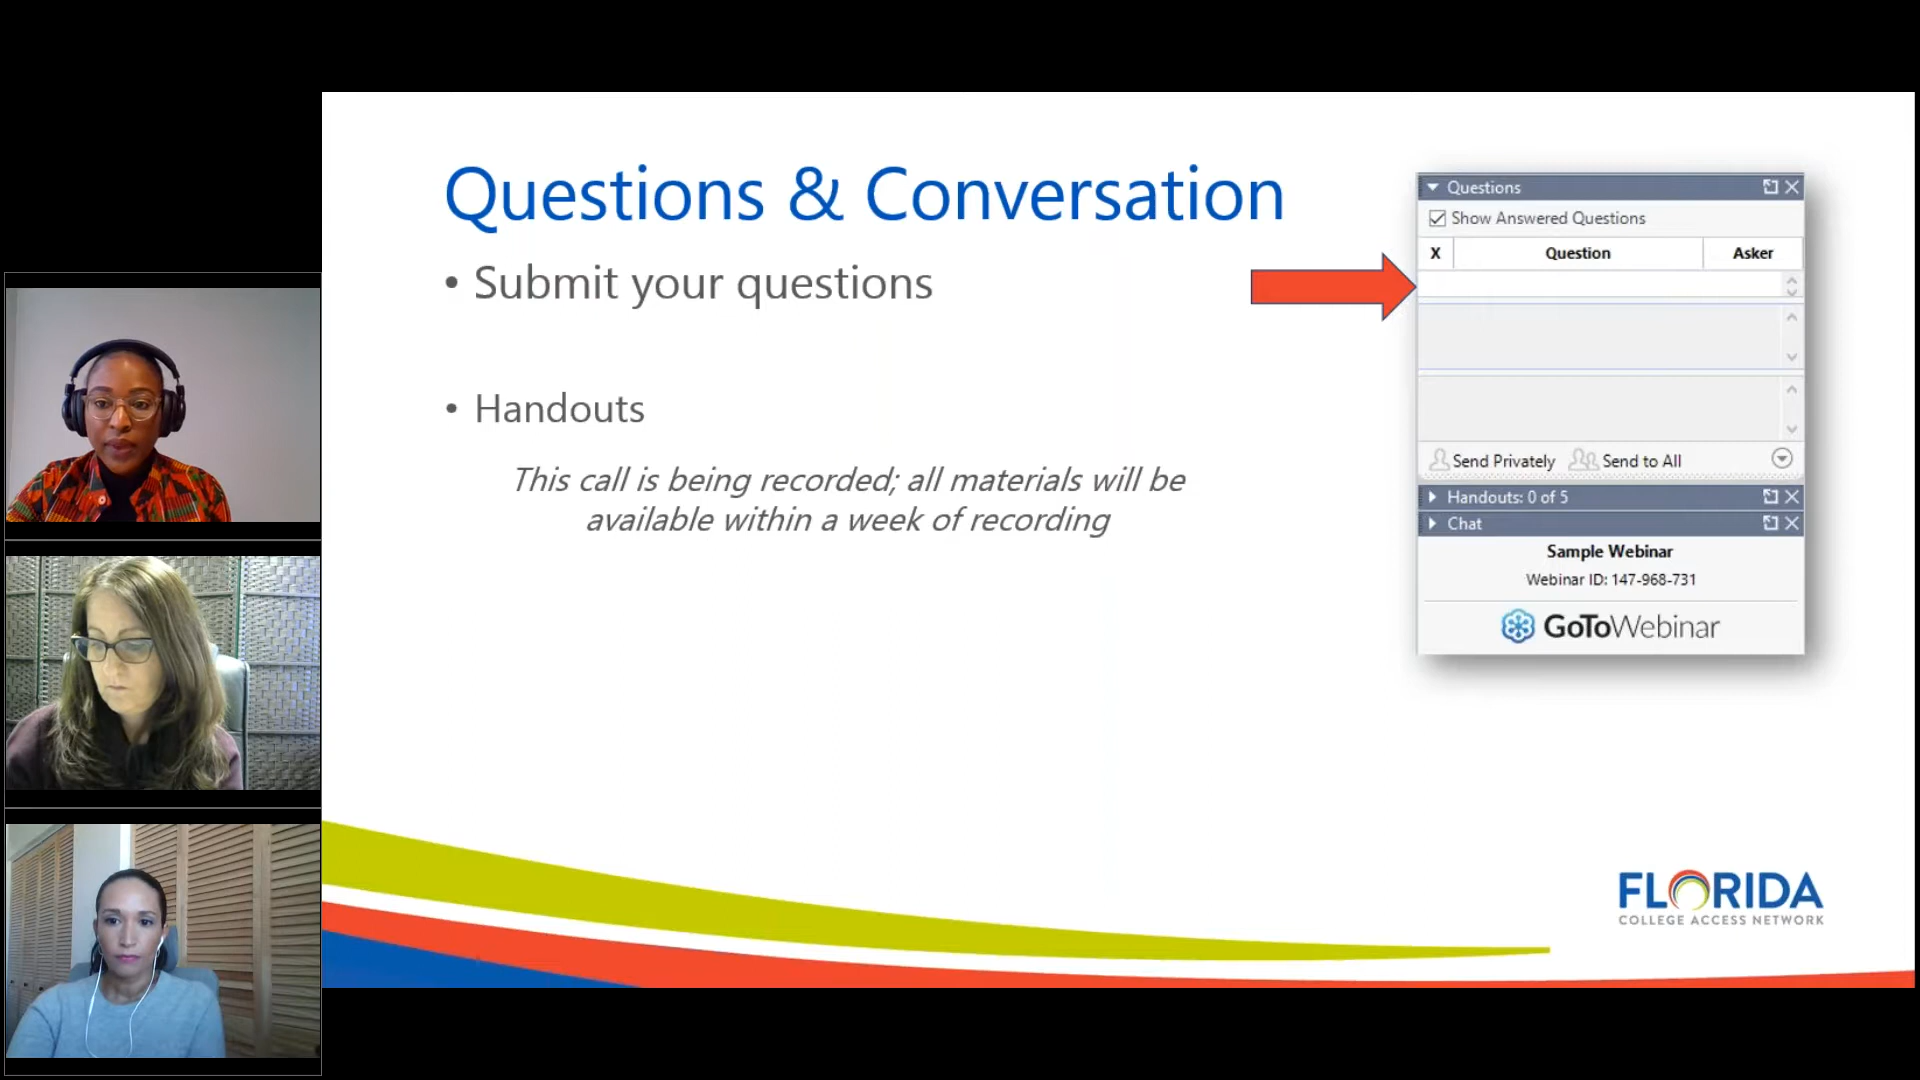 Questions & Conversation
• Submit your questions
• Handouts
This call is being recorded; all materials will be
available within a week of recording
Questions
Show Answered Questions
X Question Asker
Send Privately Send to All
Handouts: 0 of 5
Chat
Sample Webinar
Webinar ID: 147-968-731
GoToWebinar
FLORIDA
COLLEGE ACCESS NETWORK